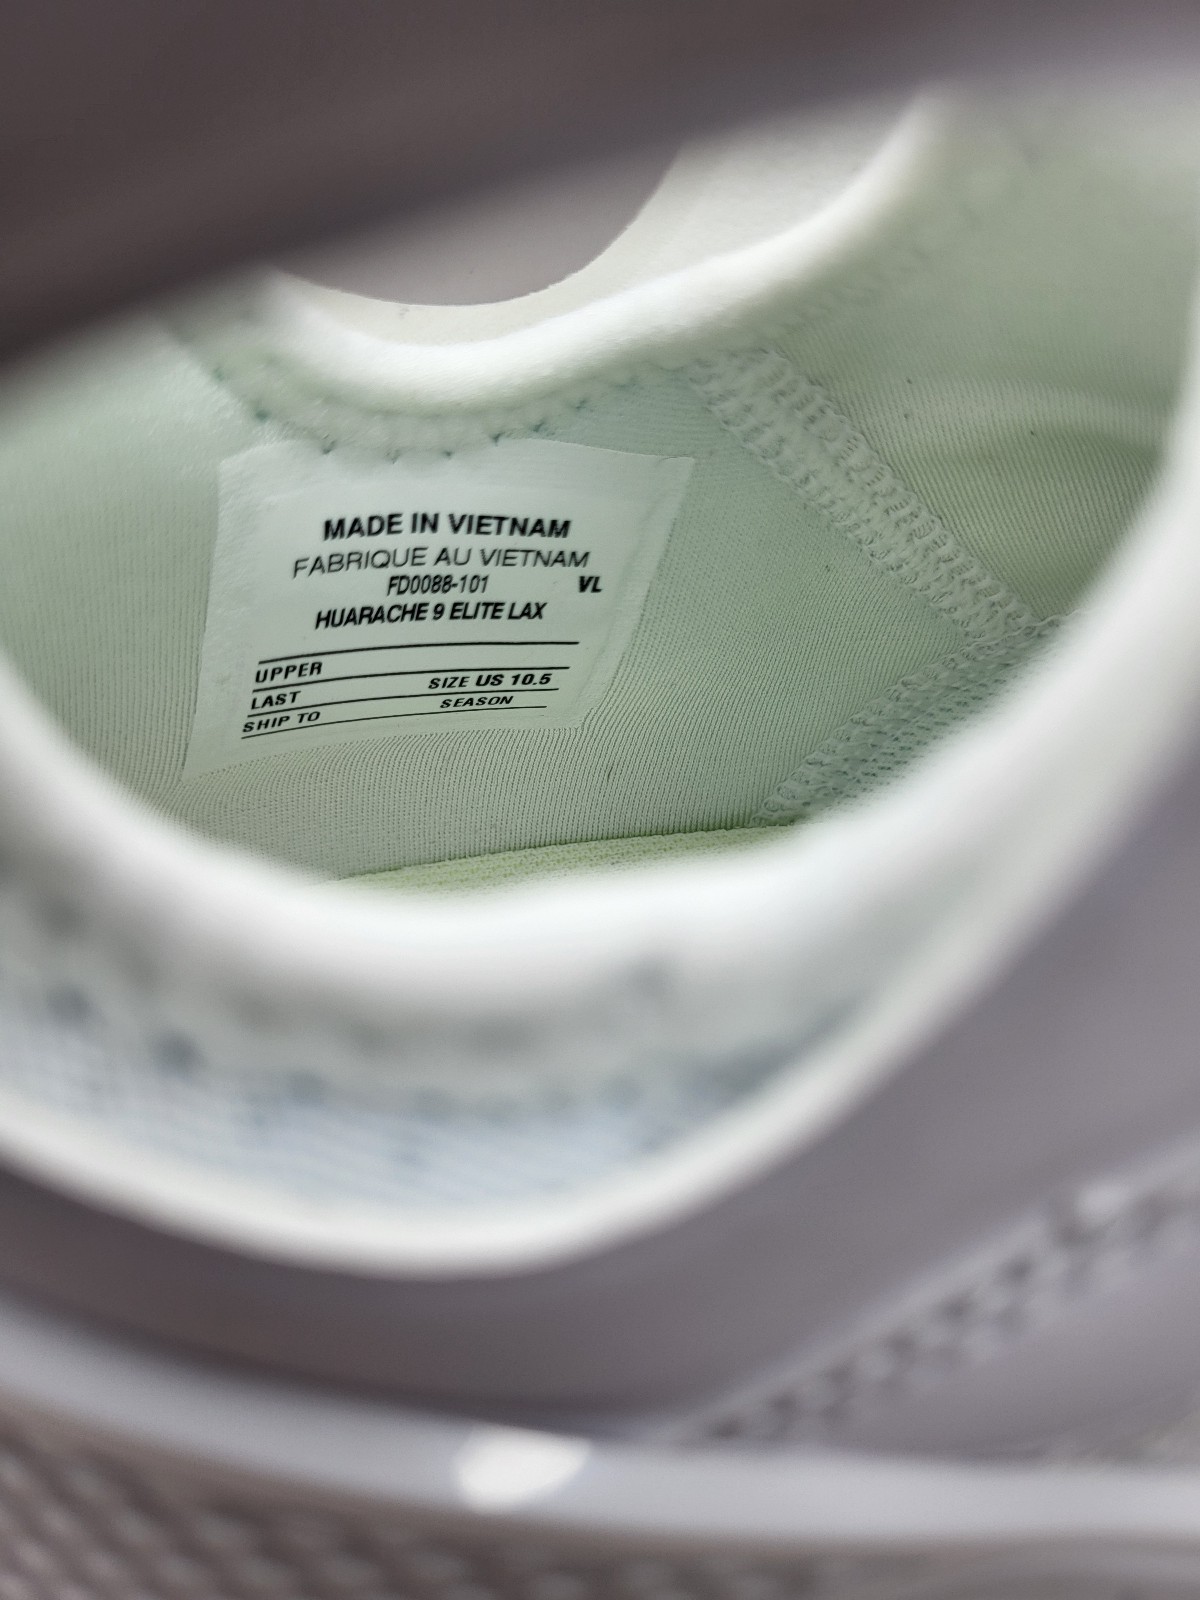 MADE IN VIETNAM
FABRIQUE AU VIETNAM
FD0088-101 VL
HUARACHE 9 ELITE LAX
UPPER
LAST SIZE US 10.5
SHIP TO SEASON